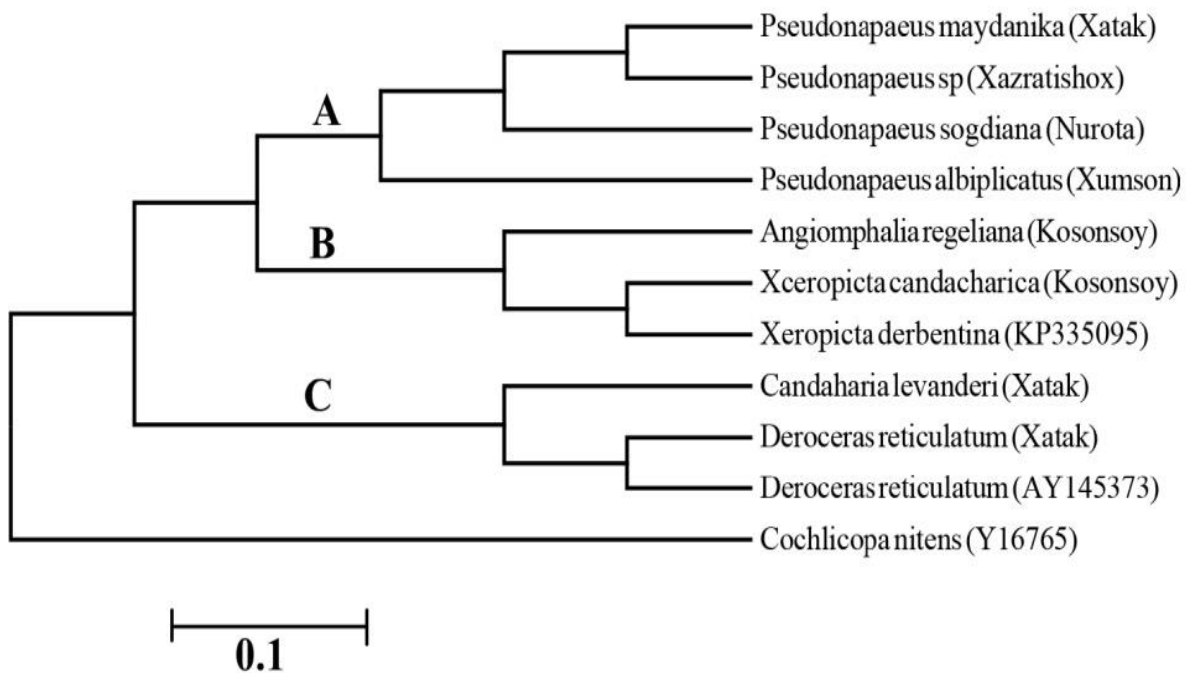 Pseudonapaeus maydanika (Xatak)
Pseudonapaeus sp (Xazratishox)
A
Pseudonapaeus sogdiana (Nurota)
Pseudonapaeus albiplicatus (Xumson)
B
Angiomphalia regeliana (Kosonsoy)
Xceropicta candacharica (Kosonsoy)
Xeropicta derbentina (KP335095)
C
Candaharia levanderi (Xatak)
Deroceras reticulatum (Xatak)
Deroceras reticulatum (AY145373)
Cochlicopa nitens (Y16765)
0.1